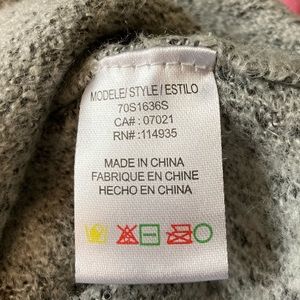 MODELE/ STYLE / ESTILO
70S1636S
CA# : 07021
RN# : 114935
MADE IN CHINA
FABRIQUE EN CHINE
HECHO EN CHINA